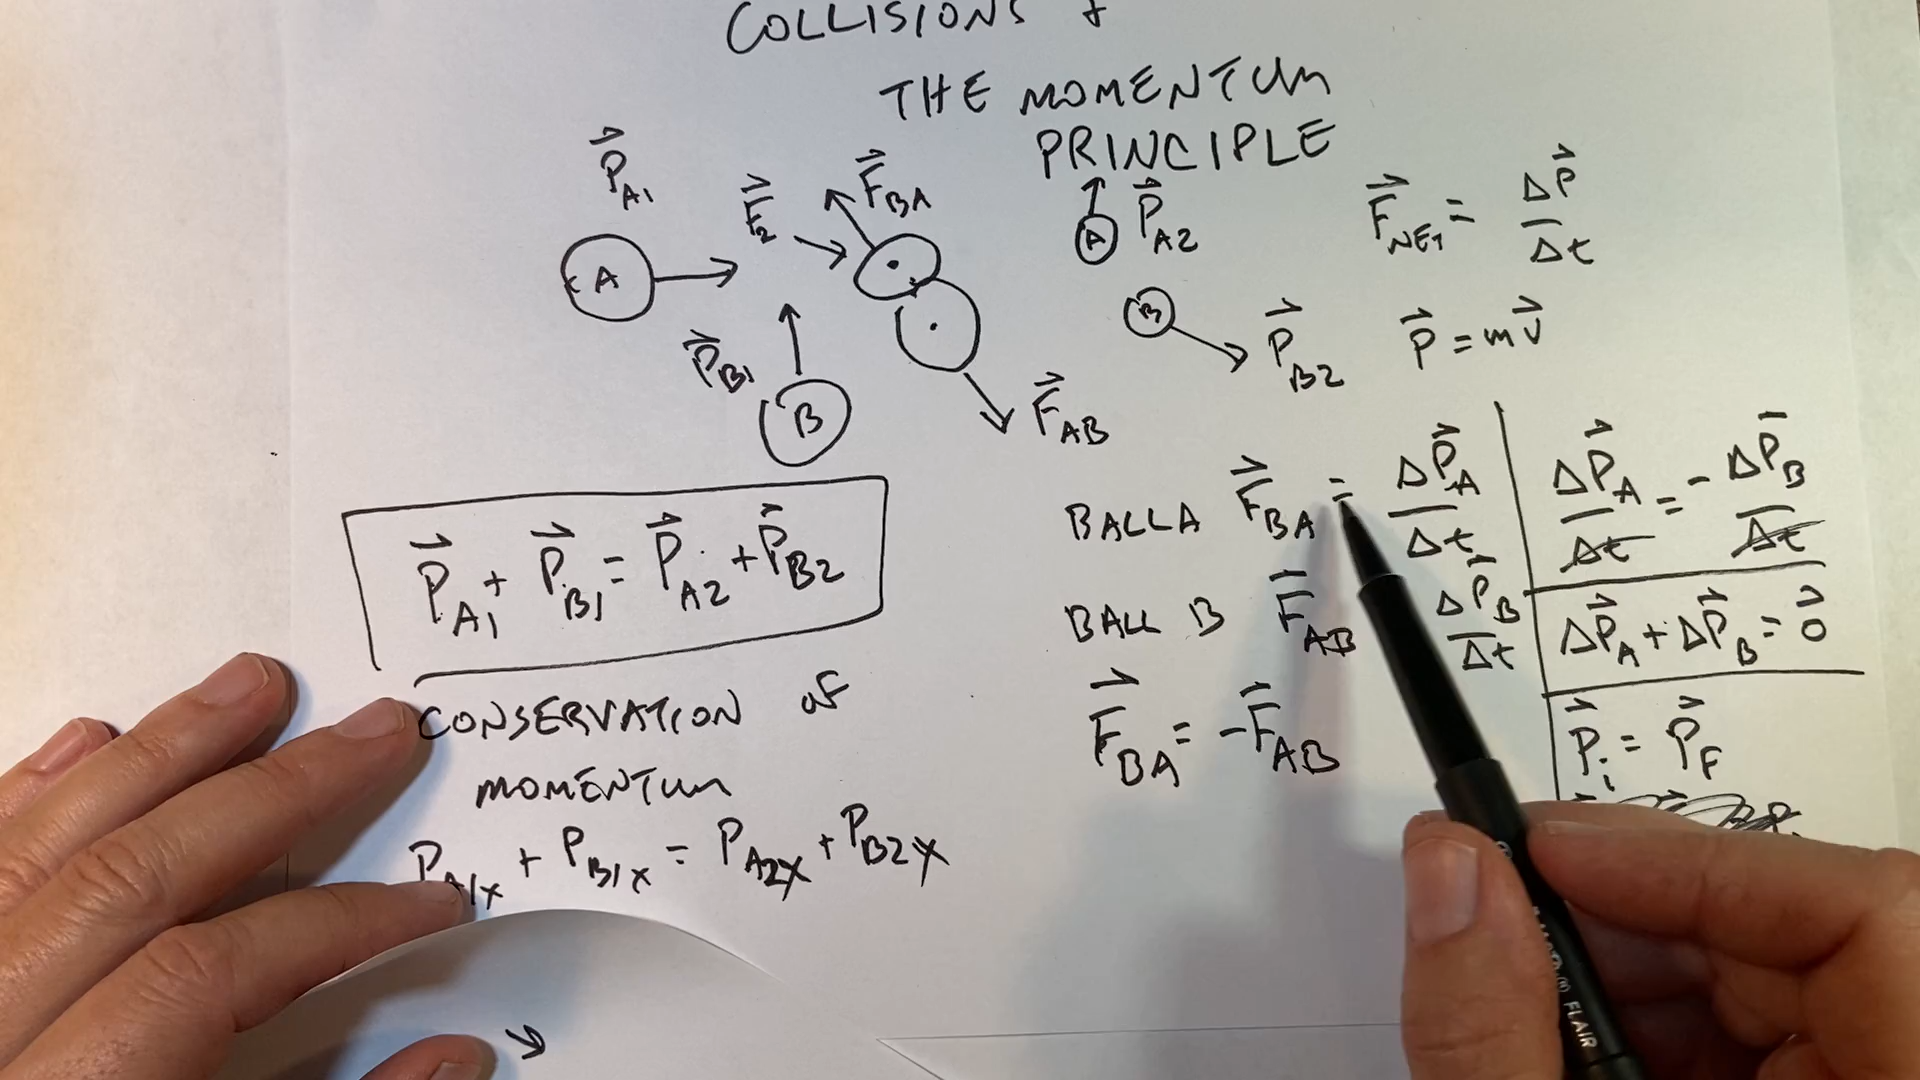 COLLISIONS +
THE MOMENTUM
PRINCIPLE
P⃗A1
A
F⃗2
F⃗BA
P⃗B1
B
F⃗AB
A P⃗A2
B P⃗B2
F⃗NET = ΔP⃗/Δt
P⃗ = mv⃗
P⃗A1 + P⃗B1 = P⃗A2 + P⃗B2
CONSERVATION OF
MOMENTUM
PA1x + PB1x = PA2x + PB2x
BALL A F⃗BA = ΔP⃗A/Δt
BALL B F⃗AB ΔP⃗B/Δt
F⃗BA = -F⃗AB
ΔP⃗A/Δt = -ΔP⃗B/Δt
ΔP⃗A + ΔP⃗B = 0⃗
P⃗i = P⃗F
FLAIR